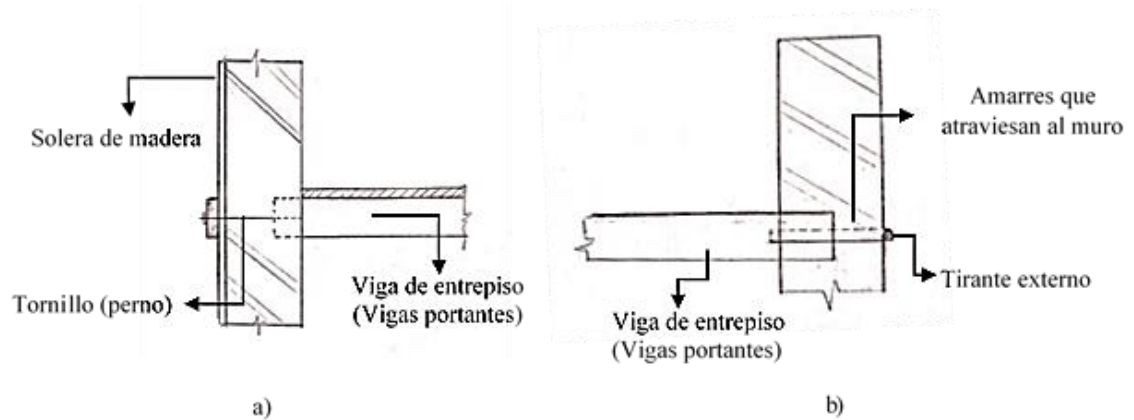 Solera de madera
Tornillo (perno)
Viga de entrepiso
(Vigas portantes)
a)
Amarres que
atraviesan al muro
Tirante externo
Viga de entrepiso
(Vigas portantes)
b)